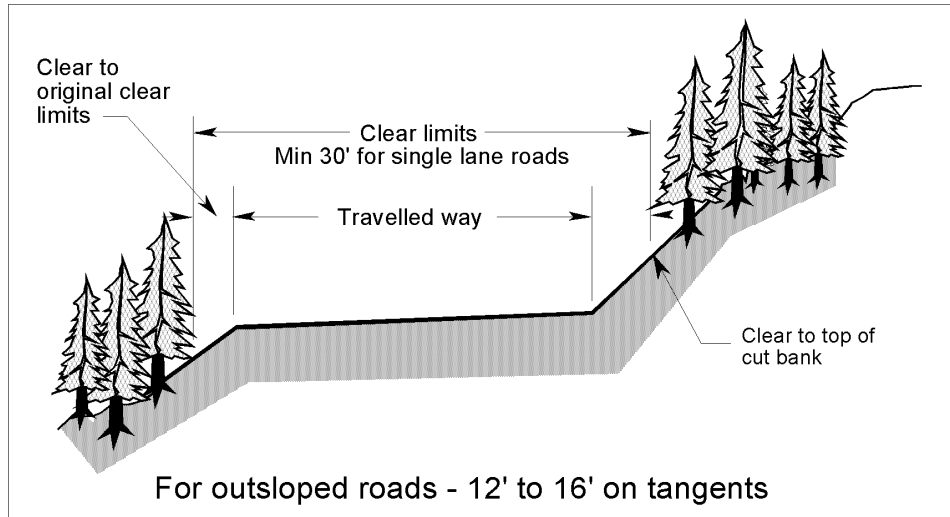 Clear to
original clear
limits
Clear limits
Min 30' for single lane roads
Travelled way
Clear to top of
cut bank
For outsloped roads - 12' to 16' on tangents